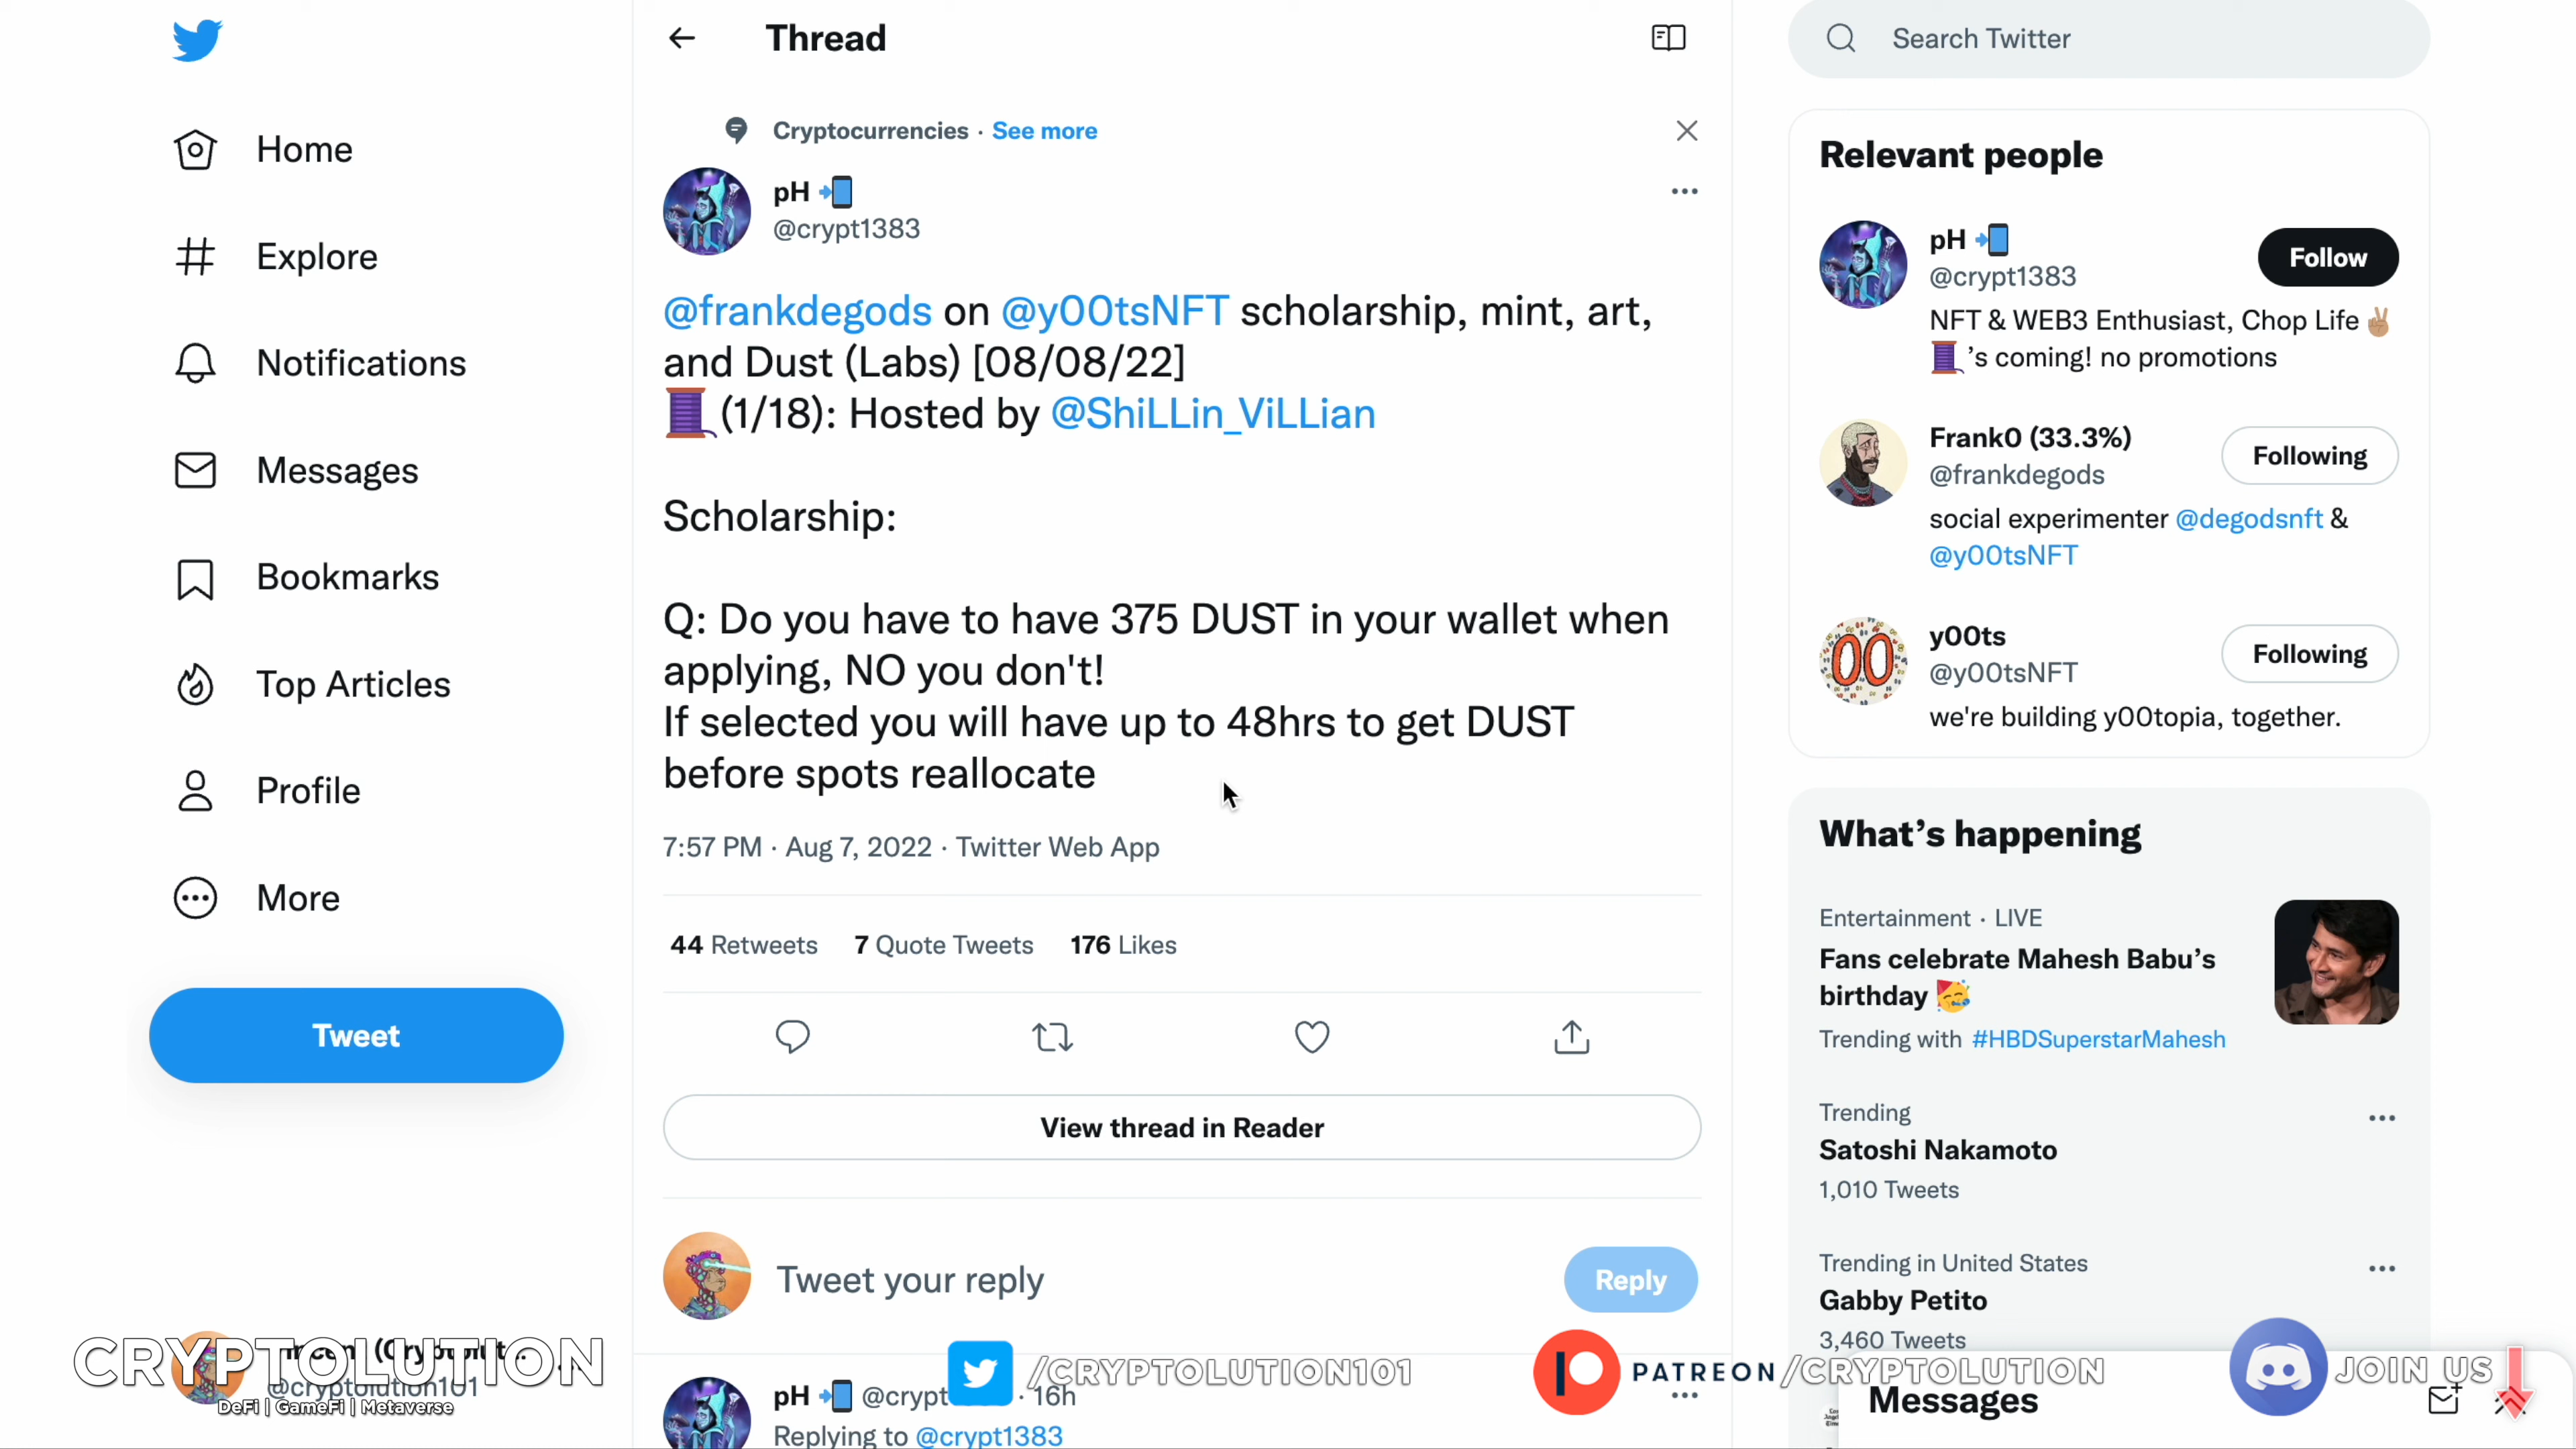 Home
Explore
Notifications
Messages
Bookmarks
Top Articles
Profile
More
Tweet
@cryptolution101
CRYPTOLUTION
DeFi | GameFi | Metaverse
Thread
Cryptocurrencies · See more
pH
@crypt1383
@frankdegods on @y00tsNFT scholarship, mint, art,
and Dust (Labs) [08/08/22]
(1/18): Hosted by @ShiLLin_ViLLian
Scholarship:
Q: Do you have to have 375 DUST in your wallet when
applying, NO you don't!
If selected you will have up to 48hrs to get DUST
before spots reallocate
7:57 PM · Aug 7, 2022 · Twitter Web App
44 Retweets 7 Quote Tweets 176 Likes
View thread in Reader
Tweet your reply
Reply
pH @crypt · 16h
Replying to @crypt1383
/CRYPTOLUTION101
PATREON/CRYPTOLUTION
JOIN US
Search Twitter
Relevant people
pH
@crypt1383
Follow
NFT & WEB3 Enthusiast, Chop Life
's coming! no promotions
Frank0 (33.3%)
@frankdegods
Following
social experimenter @degodsnft &
@y00tsNFT
00
y00ts
@y00tsNFT
Following
we're building y00topia, together.
What's happening
Entertainment · LIVE
Fans celebrate Mahesh Babu's
birthday
Trending with #HBDSuperstarMahesh
Trending
Satoshi Nakamoto
1,010 Tweets
Trending in United States
Gabby Petito
3,460 Tweets
Messages